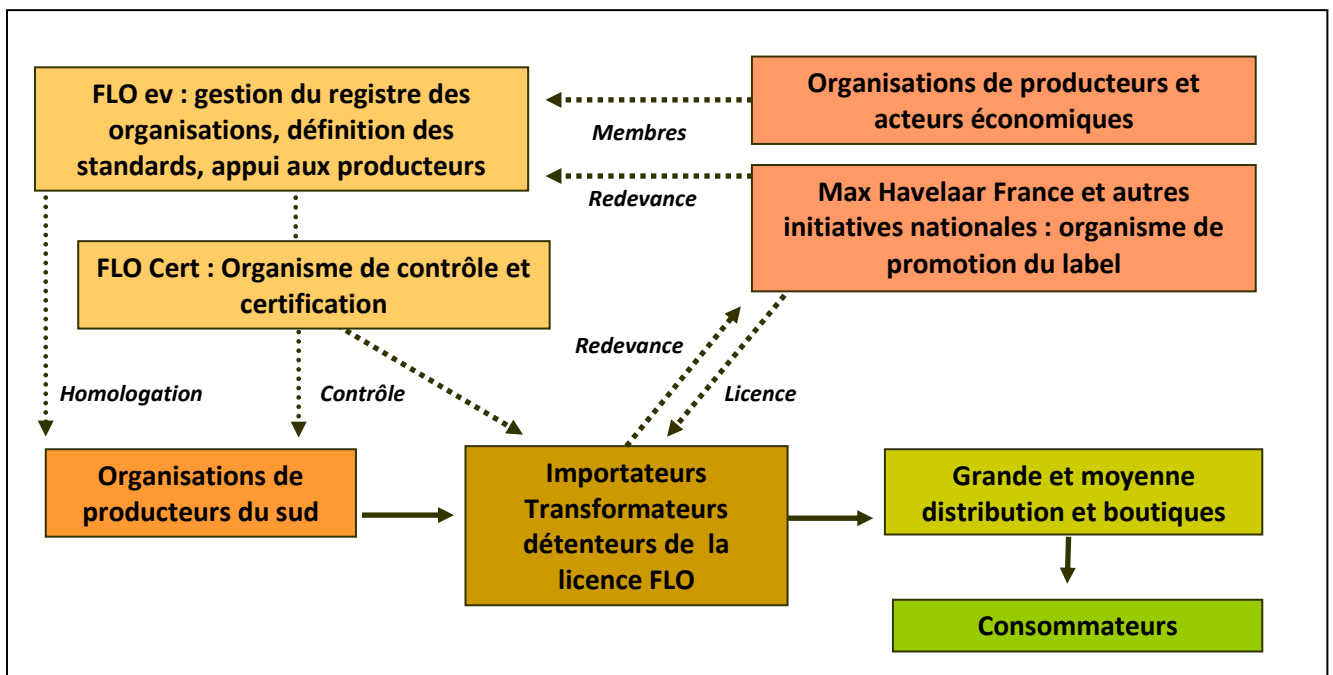 FLO ev : gestion du registre des
organisations, définition des
standards, appui aux producteurs
Membres
Organisations de producteurs et
acteurs économiques
Redevance
Max Havelaar France et autres
initiatives nationales : organisme de
promotion du label
FLO Cert : Organisme de contrôle et
certification
Redevance
Homologation
Contrôle
Licence
Organisations de
producteurs du sud
Importateurs
Transformateurs
détenteurs de la
licence FLO
Grande et moyenne
distribution et boutiques
Consommateurs